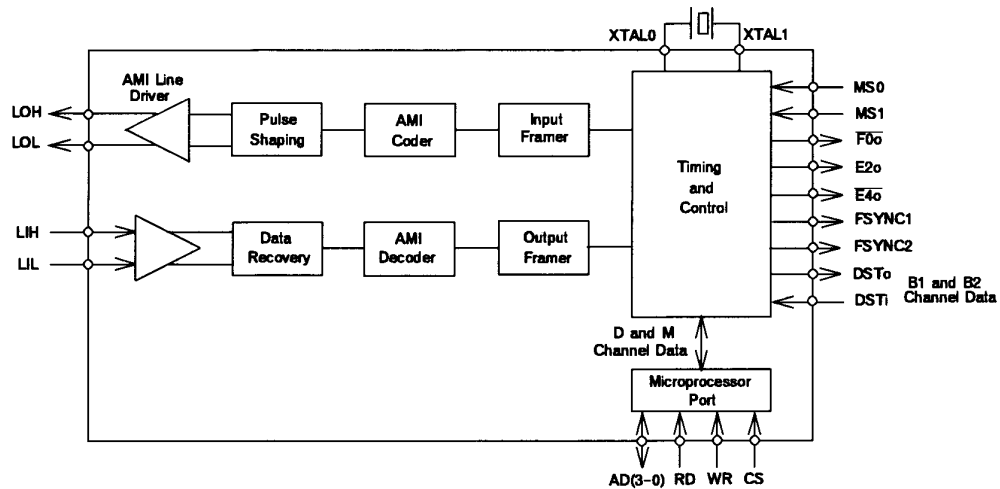 XTAL0
XTAL1
AMI Line
Driver
LOH
LOL
Pulse
Shaping
AMI
Coder
Input
Framer
Timing
and
Control
MS0
MS1
F0o
E2o
E4o
FSYNC1
FSYNC2
DSTo
DSTi
B1 and B2
Channel Data
LIH
LIL
Data
Recovery
AMI
Decoder
Output
Framer
D and M
Channel Data
Microprocessor
Port
AD(3-0)
RD
WR
CS